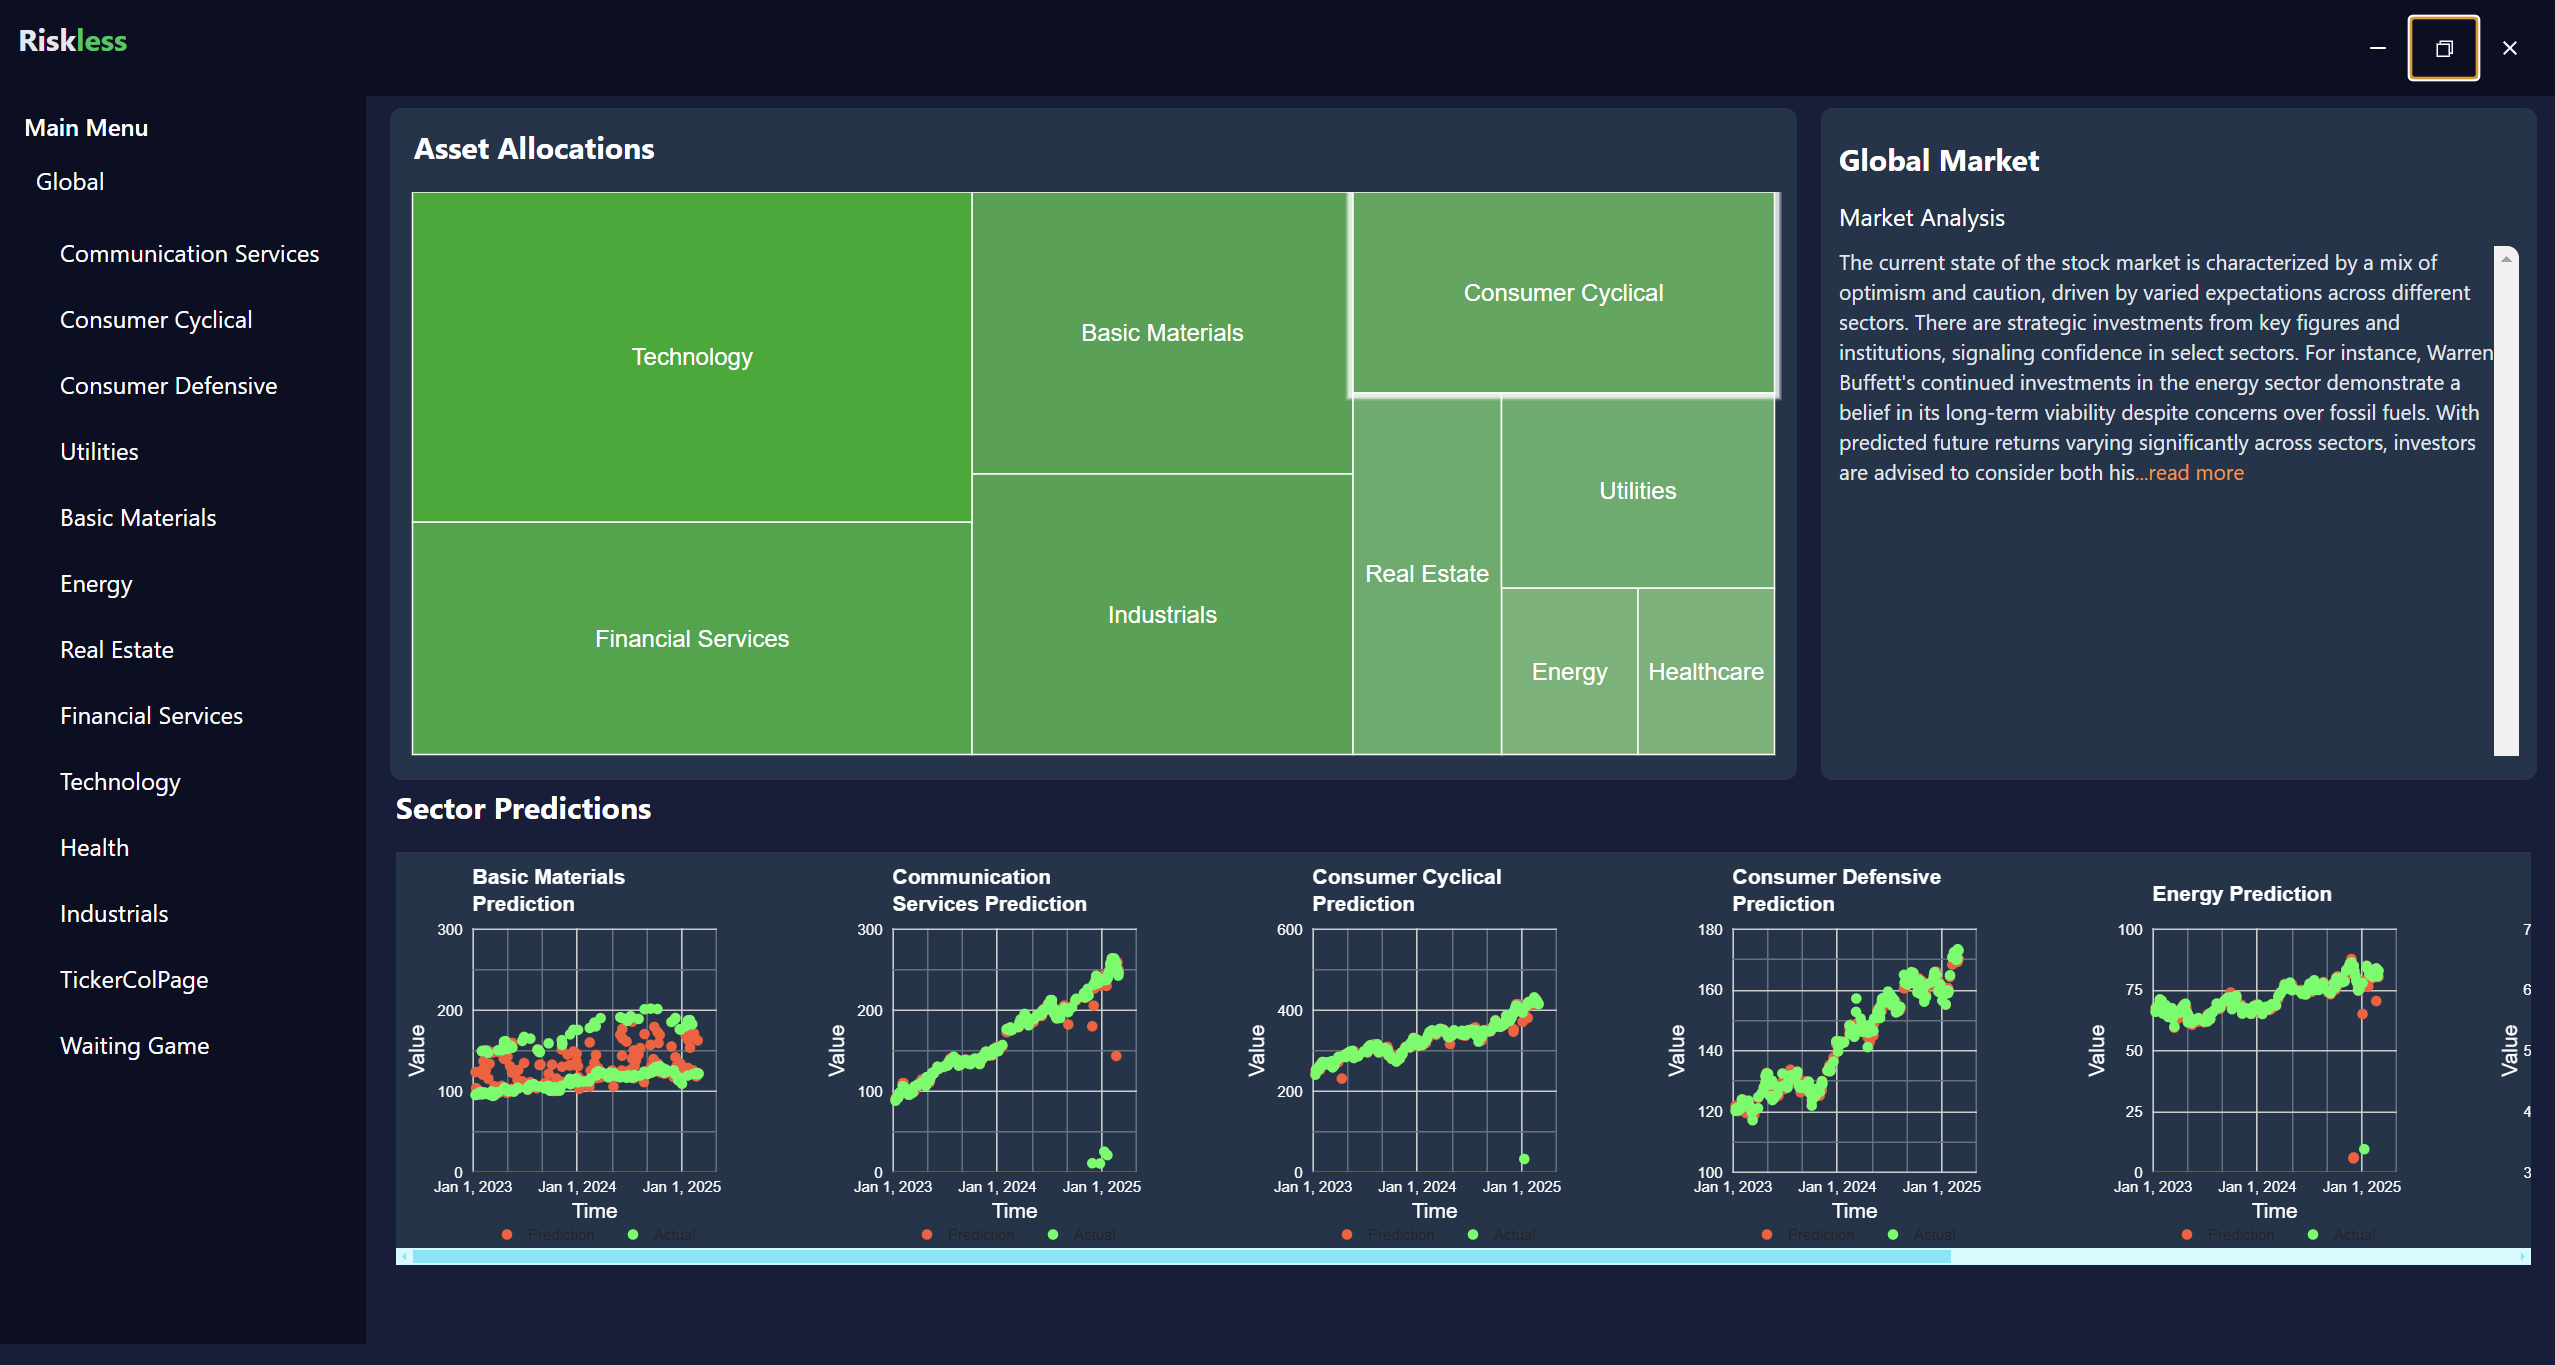 Riskless
Main Menu
Global
Communication Services
Consumer Cyclical
Consumer Defensive
Utilities
Basic Materials
Energy
Real Estate
Financial Services
Technology
Health
Industrials
TickerColPage
Waiting Game
Asset Allocations
Technology
Financial Services
Basic Materials
Industrials
Consumer Cyclical
Real Estate
Utilities
Energy
Healthcare
Global Market
Market Analysis
The current state of the stock market is characterized by a mix of
optimism and caution, driven by varied expectations across different
sectors. There are strategic investments from key figures and
institutions, signaling confidence in select sectors. For instance, Warren
Buffett's continued investments in the energy sector demonstrate a
belief in its long-term viability despite concerns over fossil fuels. With
predicted future returns varying significantly across sectors, investors
are advised to consider both his...read more
Sector Predictions
Basic Materials
Prediction
300
200
100
0
Value
Jan 1, 2023 Jan 1, 2024 Jan 1, 2025
Time
Prediction Actual
Communication
Services Prediction
300
200
100
0
Value
Jan 1, 2023 Jan 1, 2024 Jan 1, 2025
Time
Prediction Actual
Consumer Cyclical
Prediction
600
400
200
0
Value
Jan 1, 2023 Jan 1, 2024 Jan 1, 2025
Time
Prediction Actual
Consumer Defensive
Prediction
180
160
140
120
100
Value
Jan 1, 2023 Jan 1, 2024 Jan 1, 2025
Time
Prediction Actual
Energy Prediction
100
75
50
25
0
Value
Jan 1, 2023 Jan 1, 2024 Jan 1, 2025
Time
Prediction Actual
7
6
5
4
3
Value